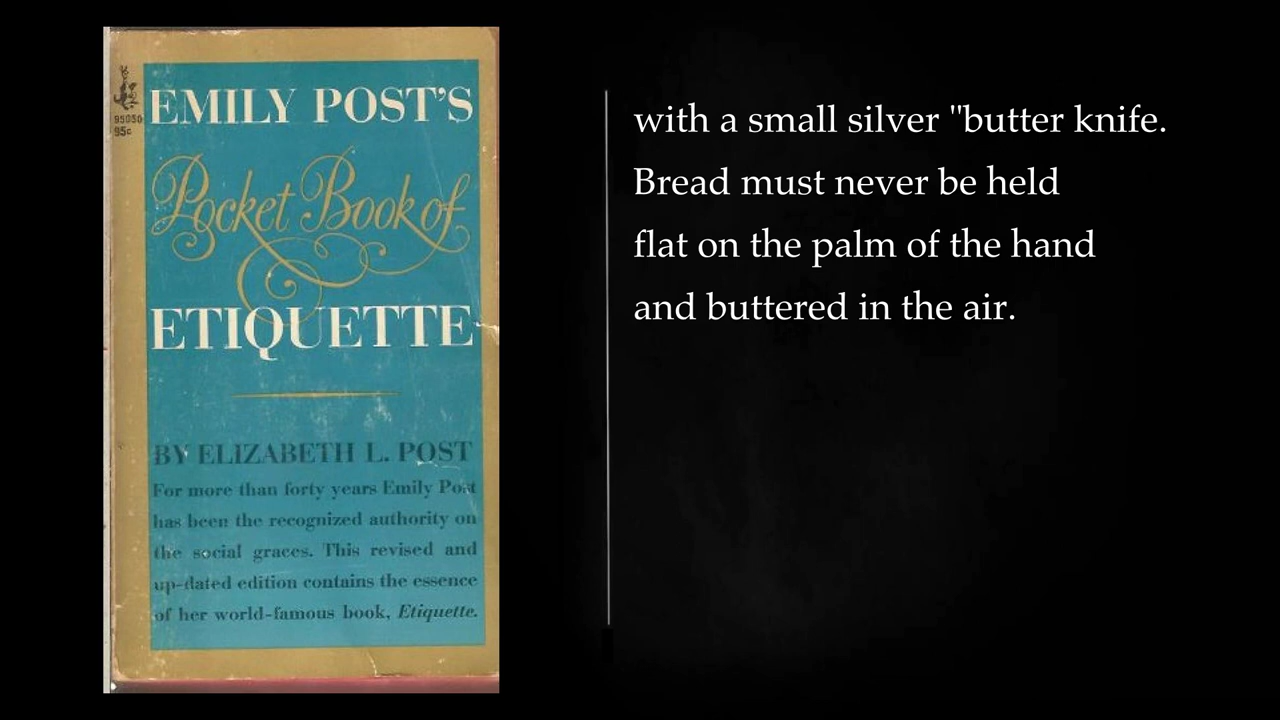 EMILY POST'S
95050
95c
Pocket Book of
ETIQUETTE
BY ELIZABETH L. POST
For more than forty years Emily Post
has been the recognized authority on
the social graces. This revised and
up-dated edition contains the essence
of her world-famous book, Etiquette.
with a small silver "butter knife.
Bread must never be held
flat on the palm of the hand
and buttered in the air.